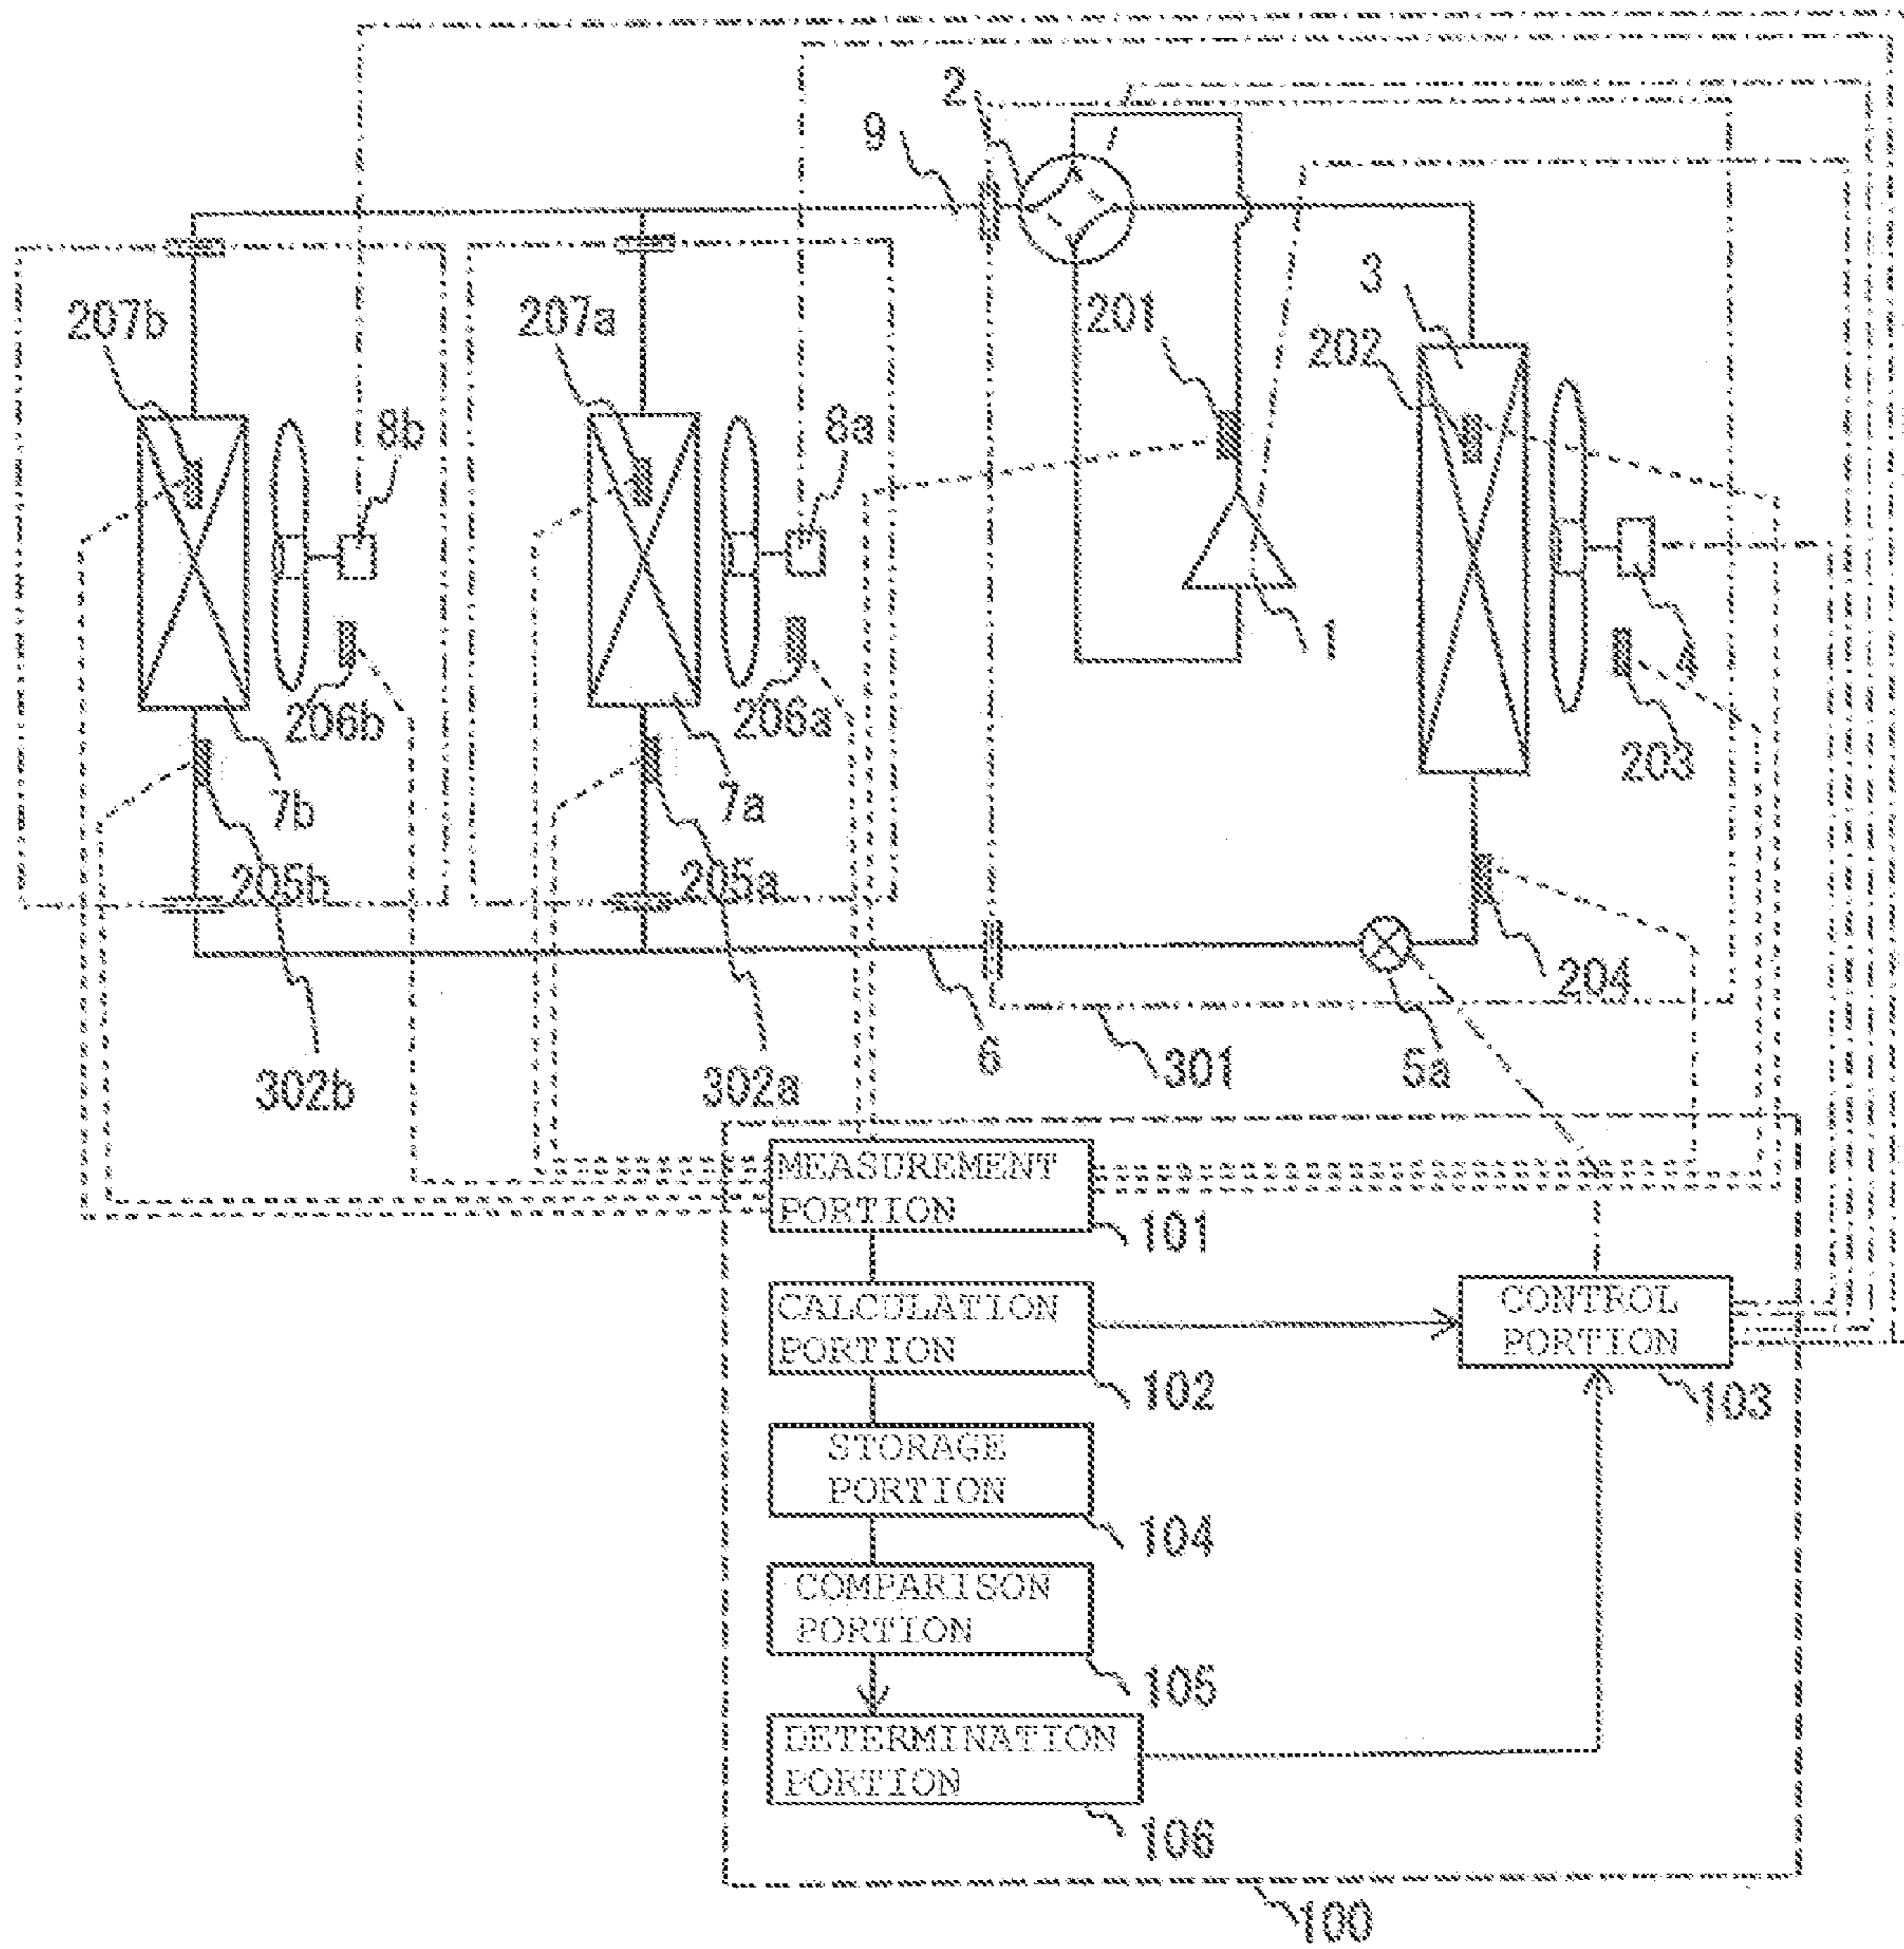 2
9
3
207b
207a
201
202
8b
8a
1
4
206b
206a
203
7b
7a
205b
205a
204
302b
302a
6
301
5a
MEASUREMENT
PORTION
101
CALCULATION
PORTION
102
CONTROL
PORTION
103
STORAGE
PORTION
104
COMPARISON
PORTION
105
DETERMINATION
PORTION
106
100